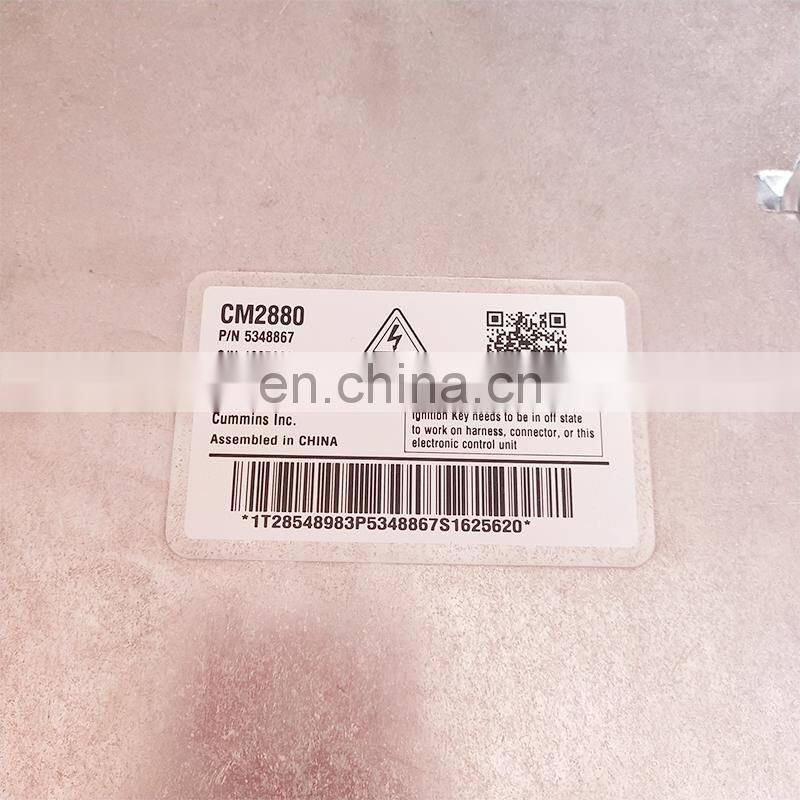 CM2880
P/N 5348867
en.china.cn
Cummins Inc.
Assembled in CHINA
Ignition Key needs to be in off state
to work on harness, connector, or this
electronic control unit
*1T28548983P5348867S1625620*